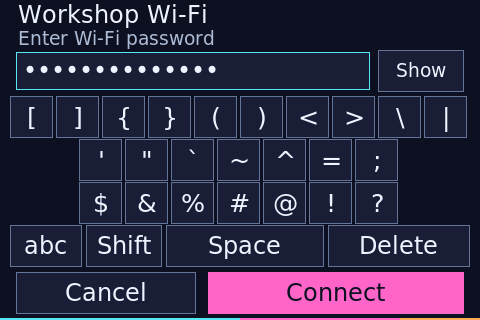 Workshop Wi-Fi
Enter Wi-Fi password
•••••••••••••• Show
[ ] { } ( ) < > \ |
' " ` ~ ^ = ;
$ & % # @ ! ?
abc Shift Space Delete
Cancel Connect